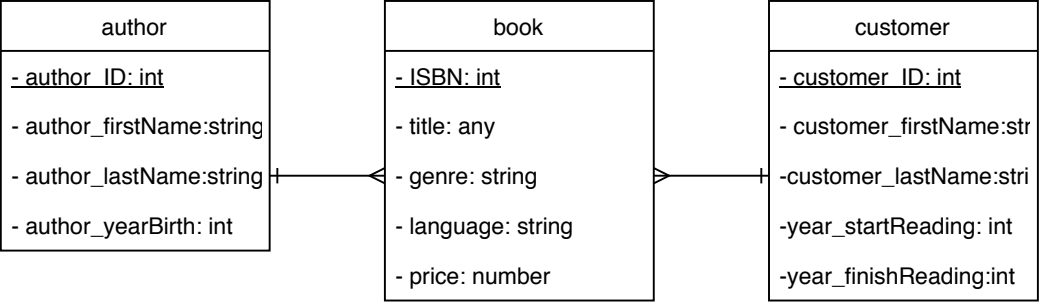 author
- author_ID: int
- author_firstName:string
- author_lastName:string
- author_yearBirth: int
book
- ISBN: int
- title: any
- genre: string
- language: string
- price: number
customer
- customer_ID: int
- customer_firstName:str
-customer_lastName:stri
-year_startReading: int
-year_finishReading:int